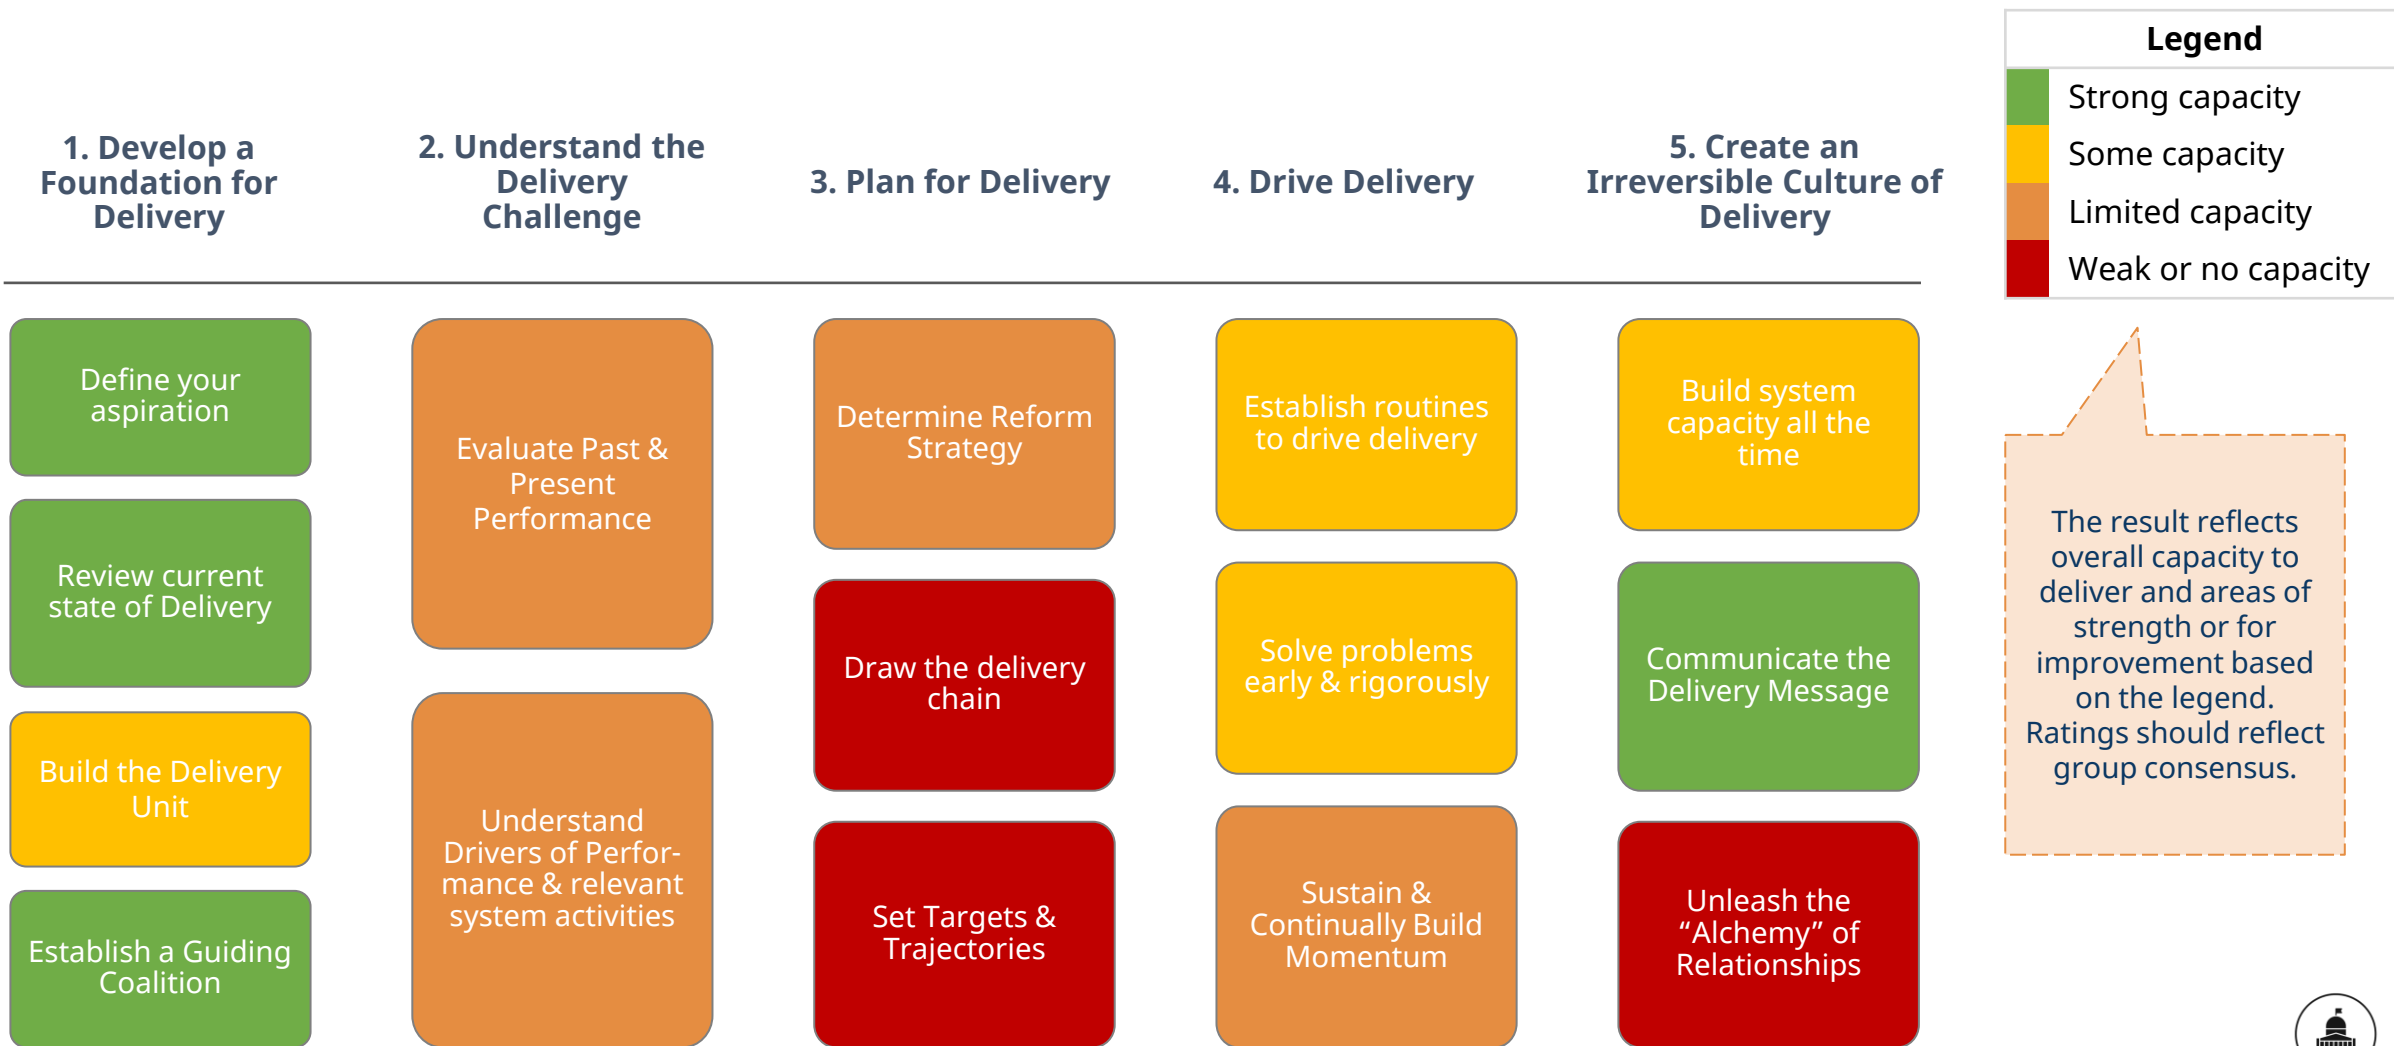 Legend
Strong capacity
Some capacity
Limited capacity
Weak or no capacity
1. Develop a
Foundation for
Delivery
2. Understand the
Delivery
Challenge
3. Plan for Delivery
4. Drive Delivery
5. Create an
Irreversible Culture of
Delivery
Define your
aspiration
Review current
state of Delivery
Build the Delivery
Unit
Establish a Guiding
Coalition
Evaluate Past &
Present
Performance
Understand
Drivers of Perfor-
mance & relevant
system activities
Determine Reform
Strategy
Draw the delivery
chain
Set Targets &
Trajectories
Establish routines
to drive delivery
Solve problems
early & rigorously
Sustain &
Continually Build
Momentum
Build system
capacity all the
time
Communicate the
Delivery Message
Unleash the
“Alchemy” of
Relationships
The result reflects
overall capacity to
deliver and areas of
strength or for
improvement based
on the legend.
Ratings should reflect
group consensus.